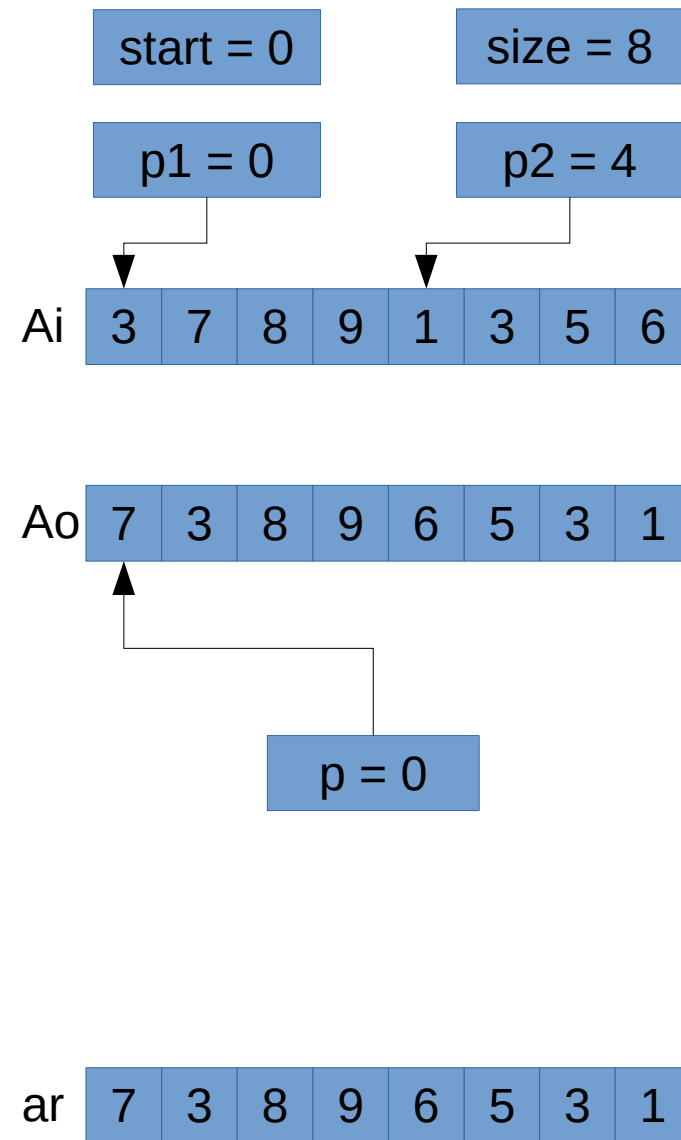 start = 0 size = 8
p1 = 0 p2 = 4
Ai 3 7 8 9 1 3 5 6
Ao 7 3 8 9 6 5 3 1
p = 0
ar 7 3 8 9 6 5 3 1